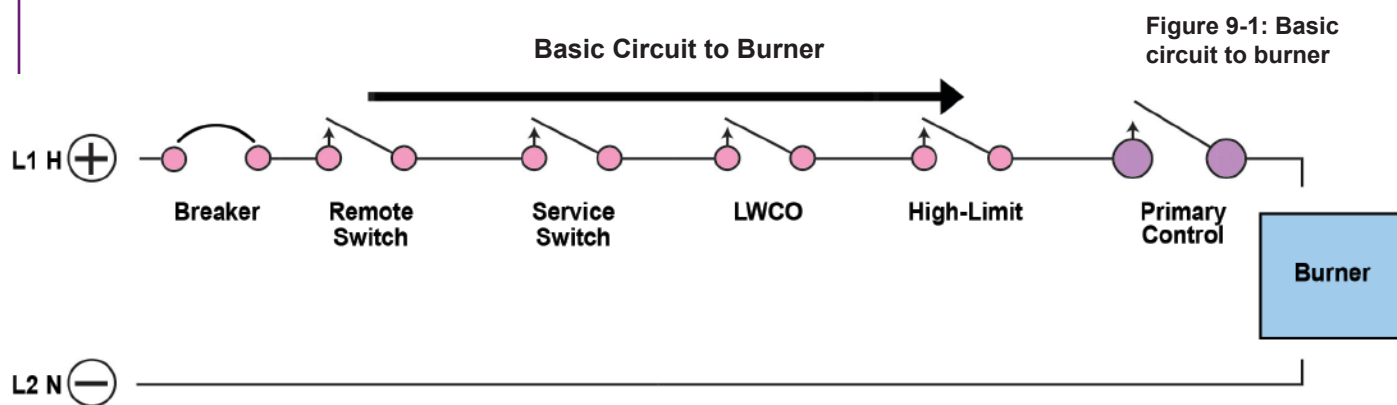 Figure 9-1: Basic
circuit to burner
Basic Circuit to Burner
L1 H +
Breaker
Remote
Switch
Service
Switch
LWCO
High-Limit
Primary
Control
Burner
L2 N −